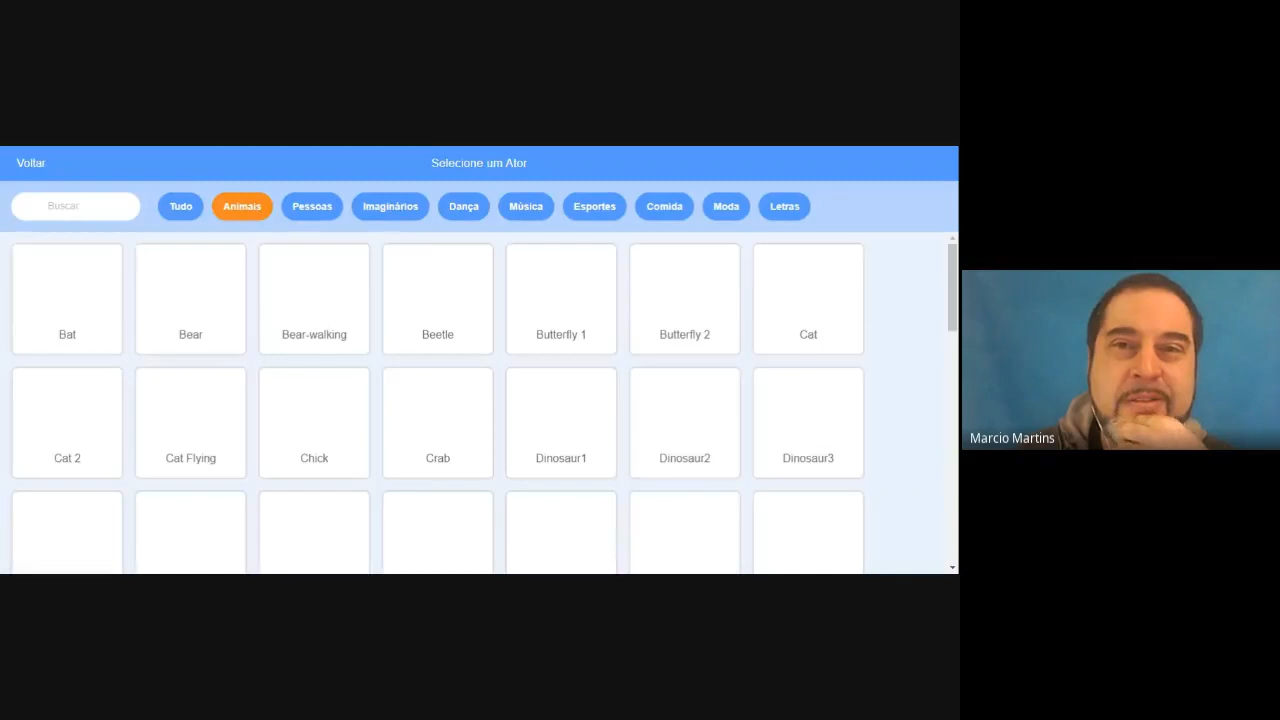 Voltar
Selecione um Ator
Buscar
Tudo
Animais
Pessoas
Imaginários
Dança
Música
Esportes
Comida
Moda
Letras
Bat
Bear
Bear-walking
Beetle
Butterfly 1
Butterfly 2
Cat
Cat 2
Cat Flying
Chick
Crab
Dinosaur1
Dinosaur2
Dinosaur3
Marcio Martins